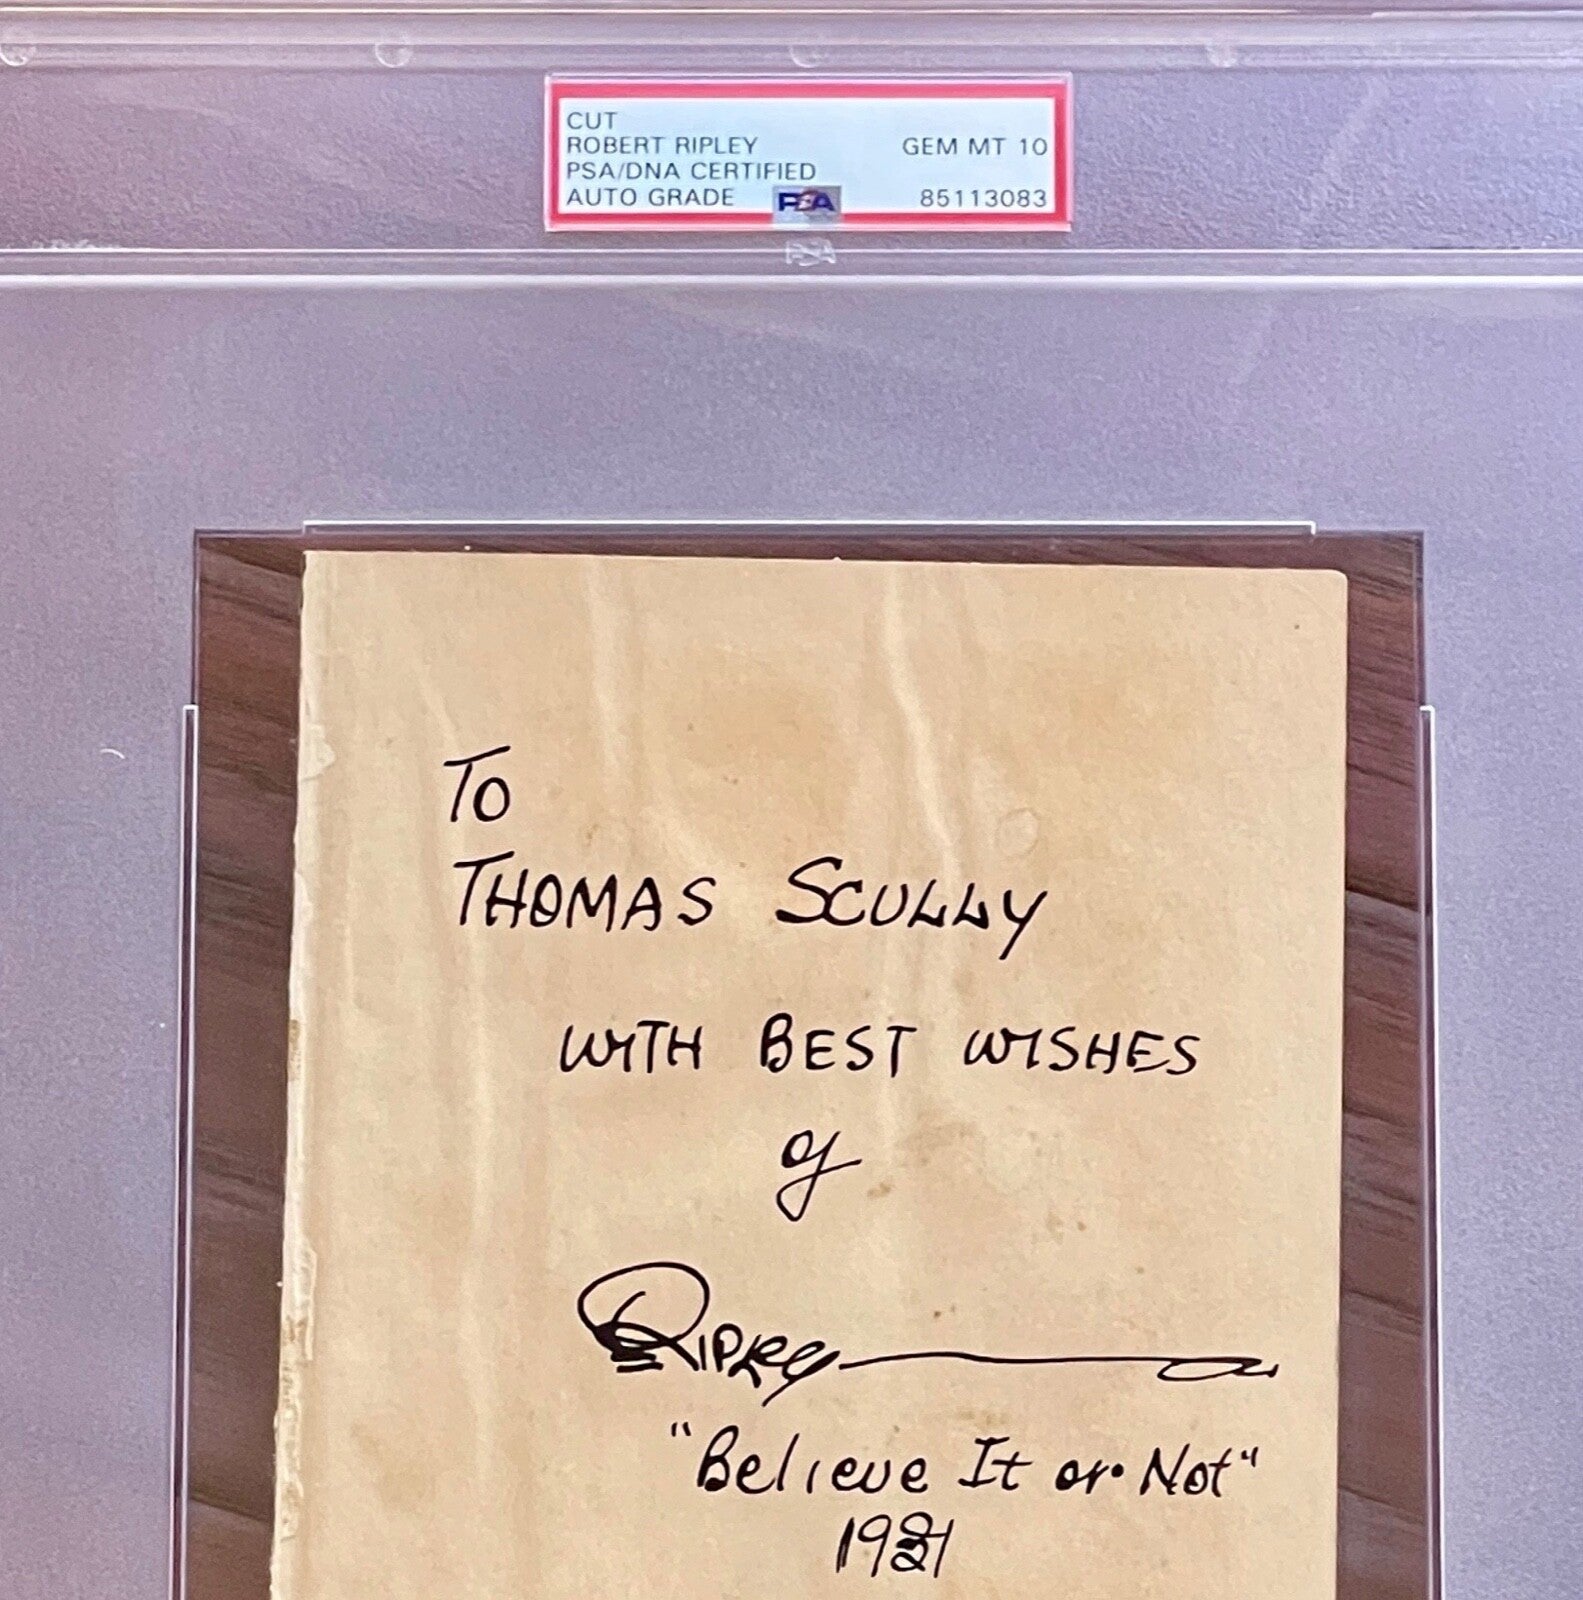 CUT
ROBERT RIPLEY GEM MT 10
PSA/DNA CERTIFIED
AUTO GRADE PSA 85113083
PSA
To
THOMAS SCULLY
WITH BEST WISHES
of
RIPLEY
"Believe It or Not"